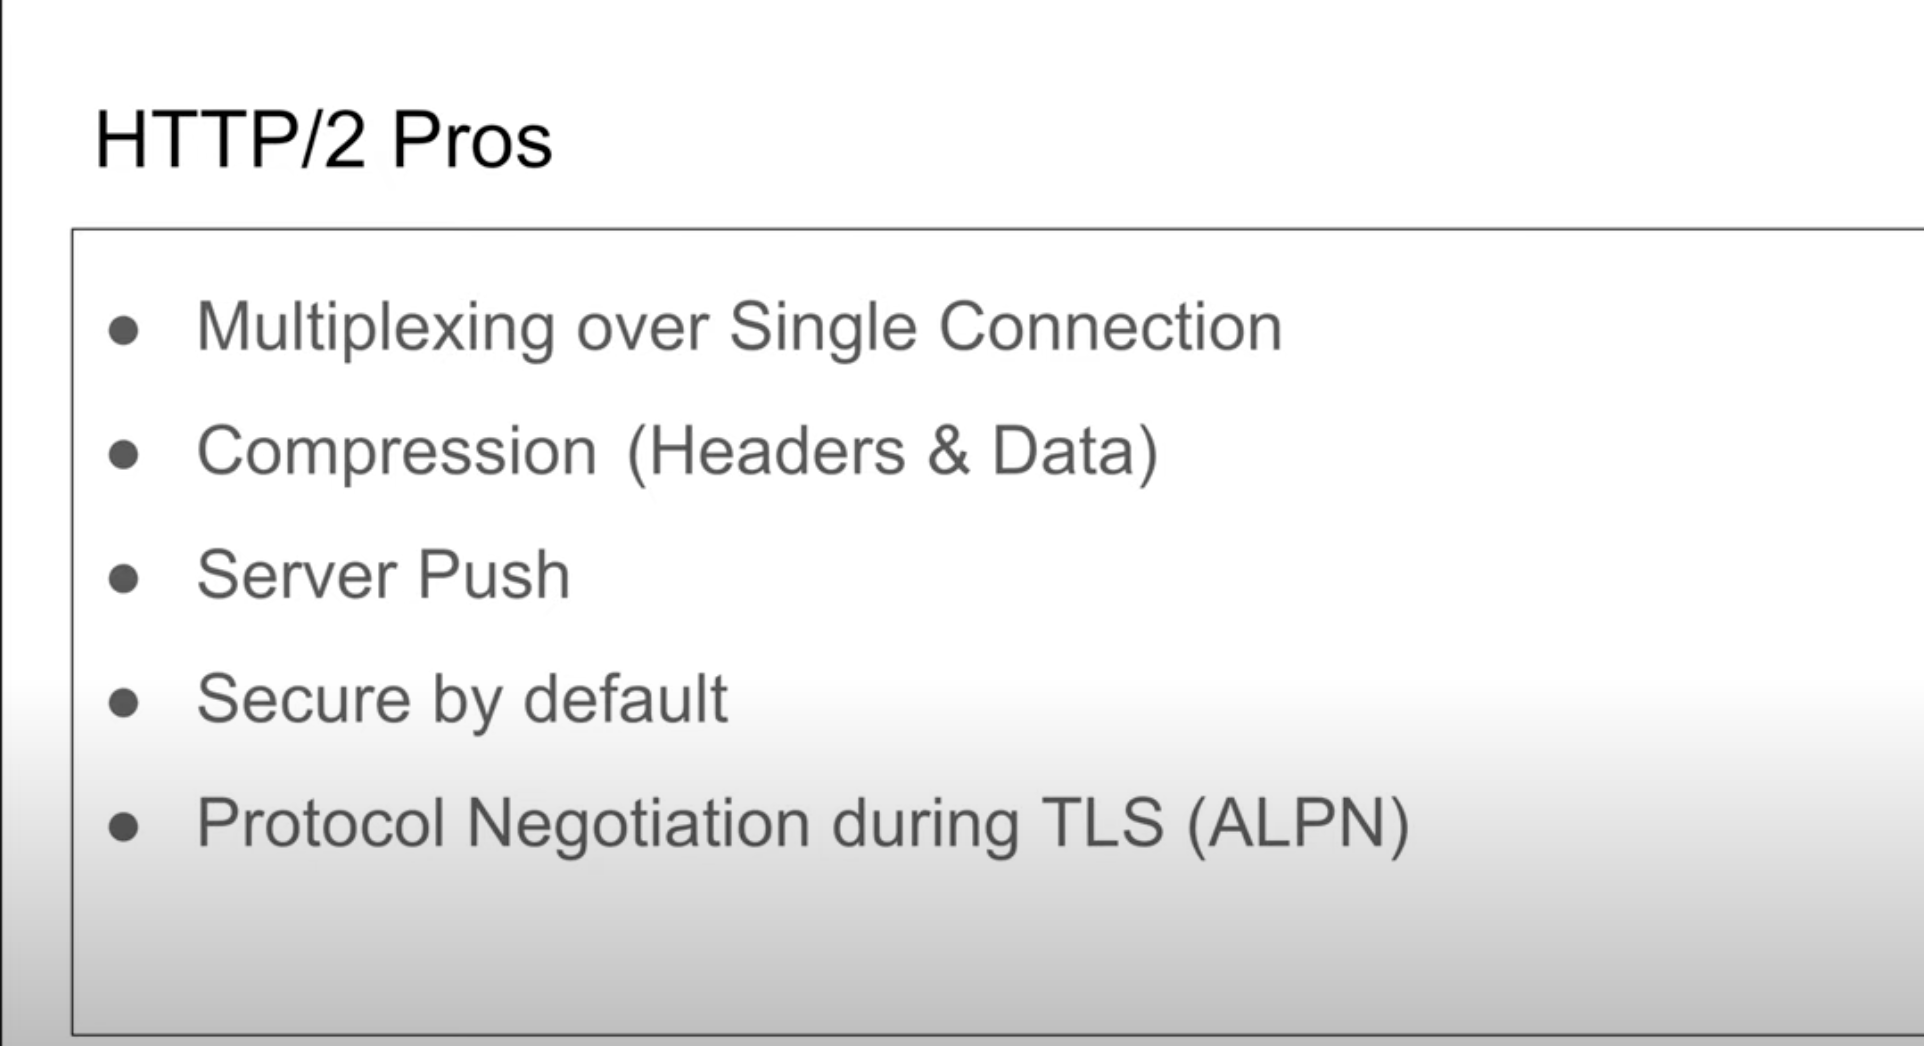 HTTP/2 Pros
● Multiplexing over Single Connection
● Compression (Headers & Data)
● Server Push
● Secure by default
● Protocol Negotiation during TLS (ALPN)